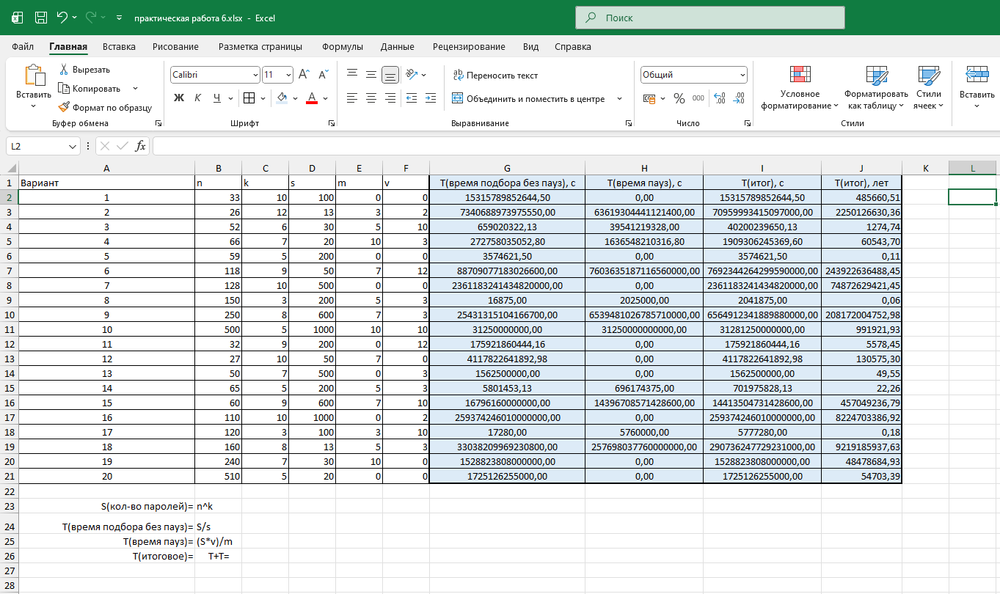 практическая работа 6.xlsx - Excel
Поиск
Файл Главная Вставка Рисование Разметка страницы Формулы Данные Рецензирование Вид Справка
Вставить
Вырезать
Копировать
Формат по образцу
Буфер обмена
Calibri 11
Ж К Ч А
Шрифт
Переносить текст
Объединить и поместить в центре
Выравнивание
Общий
% 000
Число
Условное форматирование
Форматировать как таблицу
Стили ячеек
Стили
Вставить
L2 fx
A B C D E F G H I J K L
1 Вариант n k s m v T(время подбора без пауз), с T(время пауз), с T(итог), с T(итог), лет
2 1 33 10 100 0 0 15315789852644,50 0,00 15315789852644,50 485660,51
3 2 26 12 13 3 2 7340688973975550,00 63619304441121400,00 70959993415097000,00 2250126630,36
4 3 52 6 30 5 10 659020322,13 39541219328,00 40200239650,13 1274,74
5 4 66 7 20 10 3 272758035052,80 1636548210316,80 1909306245369,60 60543,70
6 5 59 5 200 0 0 3574621,50 0,00 3574621,50 0,11
7 6 118 9 50 7 12 88709077183026600,00 7603635187116560000,00 7692344264299590000,00 243922636488,45
8 7 128 10 500 0 0 2361183241434820000,00 0,00 2361183241434820000,00 74872629421,45
9 8 150 3 200 5 3 16875,00 2025000,00 2041875,00 0,06
10 9 250 8 600 7 3 25431315104166700,00 6539481026785710000,00 6564912341889880000,00 208172004752,98
11 10 500 5 1000 10 10 31250000000,00 31250000000000,00 31281250000000,00 991921,93
12 11 32 9 200 0 12 175921860444,16 0,00 175921860444,16 5578,45
13 12 27 10 50 7 0 4117822641892,98 0,00 4117822641892,98 130575,30
14 13 50 7 500 0 3 1562500000,00 0,00 1562500000,00 49,55
15 14 65 5 200 5 3 5801453,13 696174375,00 701975828,13 22,26
16 15 60 9 600 7 10 16796160000000,00 14396708571428600,00 14413504731428600,00 457049236,79
17 16 110 10 1000 0 2 259374246010000000,00 0,00 259374246010000000,00 8224703386,92
18 17 120 3 100 3 10 17280,00 5760000,00 5777280,00 0,18
19 18 160 8 13 5 3 33038209969230800,00 257698037760000000,00 290736247729231000,00 9219185937,63
20 19 240 7 30 10 0 1528823808000000,00 0,00 1528823808000000,00 48478684,93
21 20 510 5 20 0 0 1725126255000,00 0,00 1725126255000,00 54703,39
22
23 S(кол-во паролей)= n^k
24 T(время подбора без пауз)= S/s
25 T(время пауз)= (S*v)/m
26 T(итоговое)= T+T=
27
28